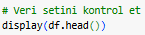 # Veri setini kontrol et
display(df.head())